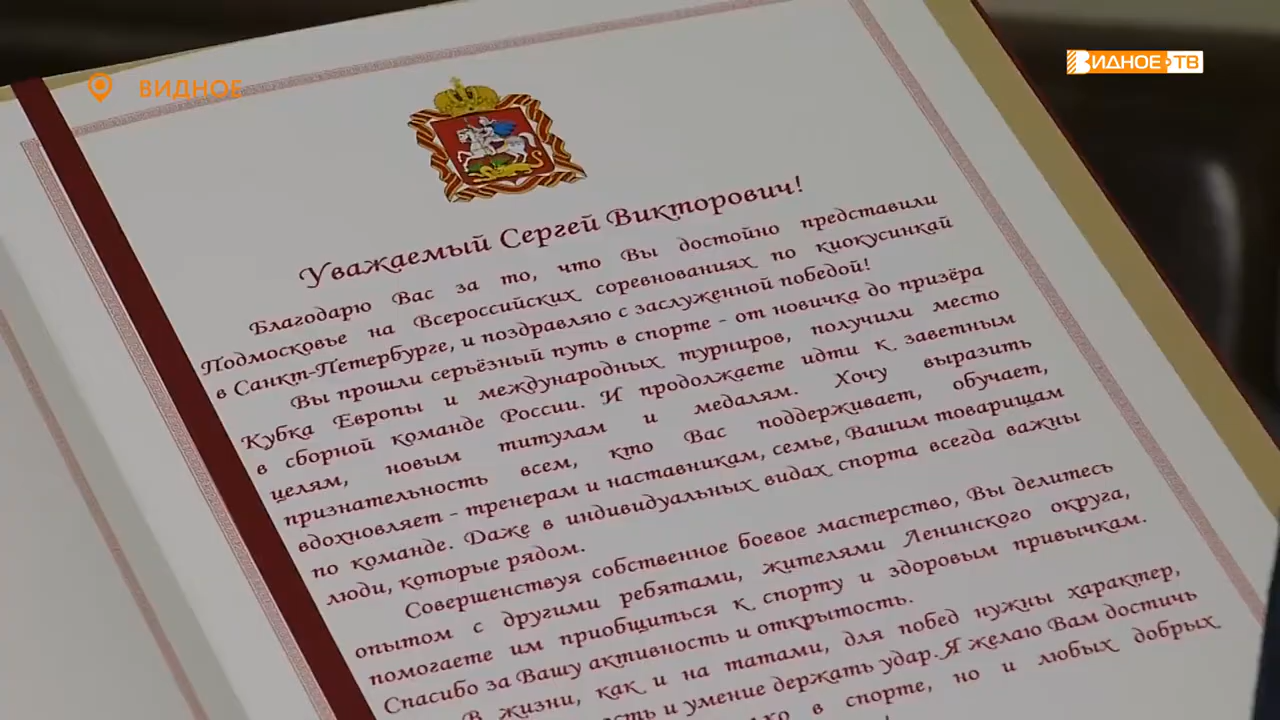 ВИДНОЕ
ВИДНОЕ ТВ
Уважаемый Сергей Викторович!
Благодарю Вас за то, что Вы достойно представили
Подмосковье на Всероссийских соревнованиях по киокусинкай
в Санкт-Петербурге, и поздравляю с заслуженной победой!
Вы прошли серьёзный путь в спорте - от новичка до призёра
Кубка Европы и международных турниров, получили место
в сборной команде России. И продолжаете идти к заветным
целям, новым титулам и медалям. Хочу выразить
признательность всем, кто Вас поддерживает, обучает,
вдохновляет - тренерам и наставникам, семье, Вашим товарищам
по команде. Даже в индивидуальных видах спорта всегда важны
люди, которые рядом.
Совершенствуя собственное боевое мастерство, Вы делитесь
опытом с другими ребятами, жителями Ленинского округа,
помогаете им приобщиться к спорту и здоровым привычкам.
Спасибо за Вашу активность и открытость.
В жизни, как и на татами, для побед нужны характер,
и умение держать удар. Я желаю Вам достичь
в спорте, но и любых добрых